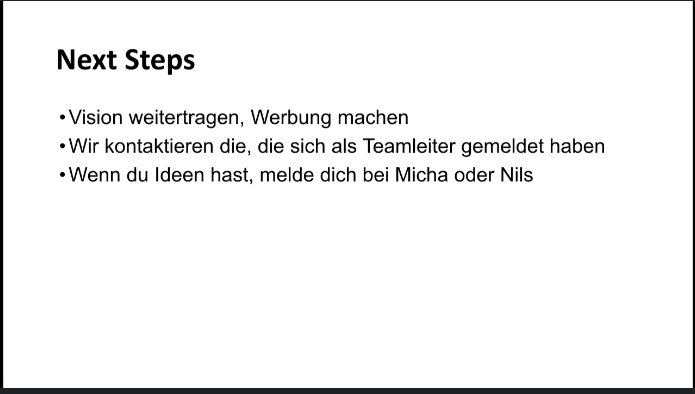 Next Steps
• Vision weitertragen, Werbung machen
• Wir kontaktieren die, die sich als Teamleiter gemeldet haben
• Wenn du Ideen hast, melde dich bei Micha oder Nils